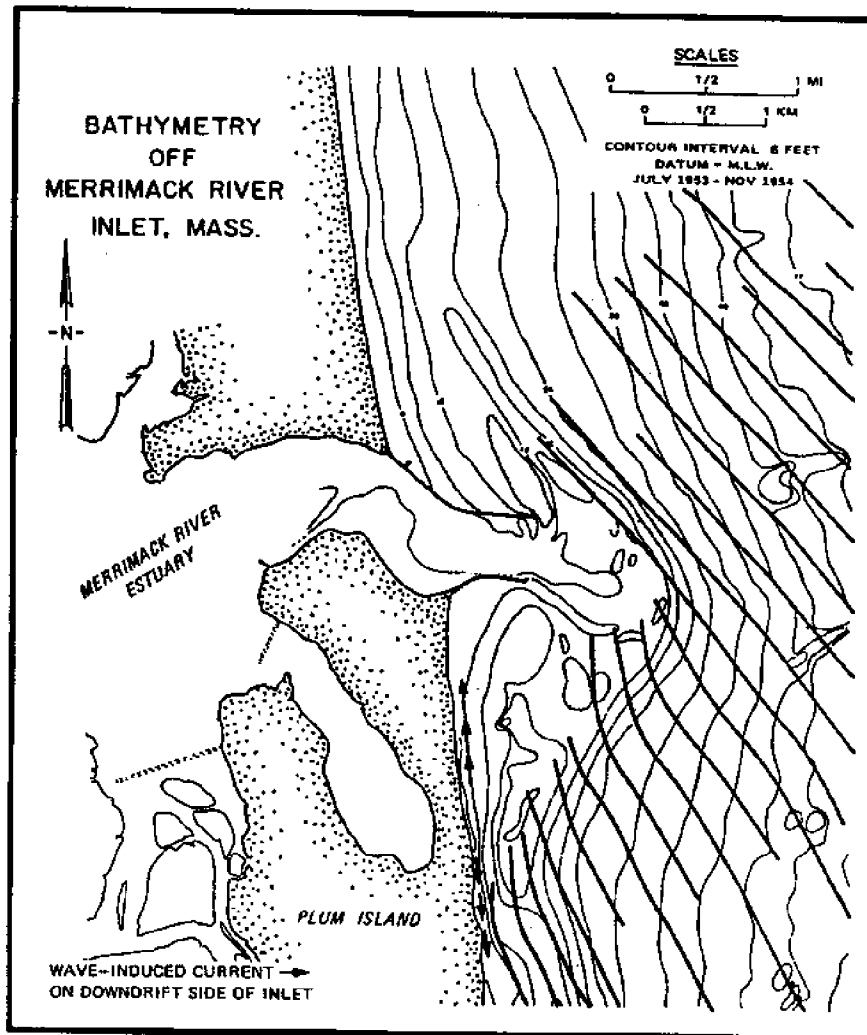 SCALES
0 1/2 1 MI
0 1/2 1 KM
CONTOUR INTERVAL 6 FEET
DATUM = M.L.W.
JULY 1953 - NOV 1954
BATHYMETRY
OFF
MERRIMACK RIVER
INLET, MASS.
-N-
MERRIMACK RIVER
ESTUARY
PLUM ISLAND
WAVE-INDUCED CURRENT
ON DOWNDRIFT SIDE OF INLET